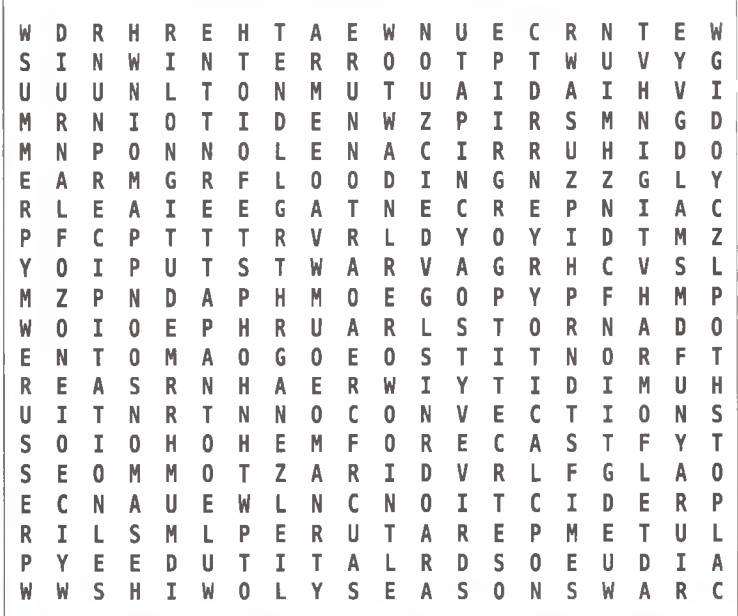 W D R H R E H T A E W N U E C R N T E W
S I N W I N T E R R O O T P T W U V Y G
U U U N L T O N M U T U A I D A I H V I
M R N I O T I D E N W Z P I R S M N G D
M N P O N N O L E N A C I R R U H I D O
E A R M G R F L O O D I N G N Z Z G L Y
R L E A I E E G A T N E C R E P N I A C
P F C P T T T R V R L D Y O Y I D T M Z
Y O I P U T S T W A R V A G R H C V S L
M Z P N D A P H M O E G O P Y P F H M P
W O I O E P H R U A R L S T O R N A D O
E N T O M A O G O E O S T I T N O R F T
R E A S R N H A E R W I Y T I D I M U H
U I T N R T N N O C O N V E C T I O N S
S O I O H O H E M F O R E C A S T F Y T
S E O M M O T Z A R I D V R L F G L A O
E C N A U E W L N C N O I T C I D E R P
R I L S M L P E R U T A R E P M E T U L
P Y E E D U T I T A L R D S O E U D I A
W W S H I W O L Y S E A S O N S W A R C